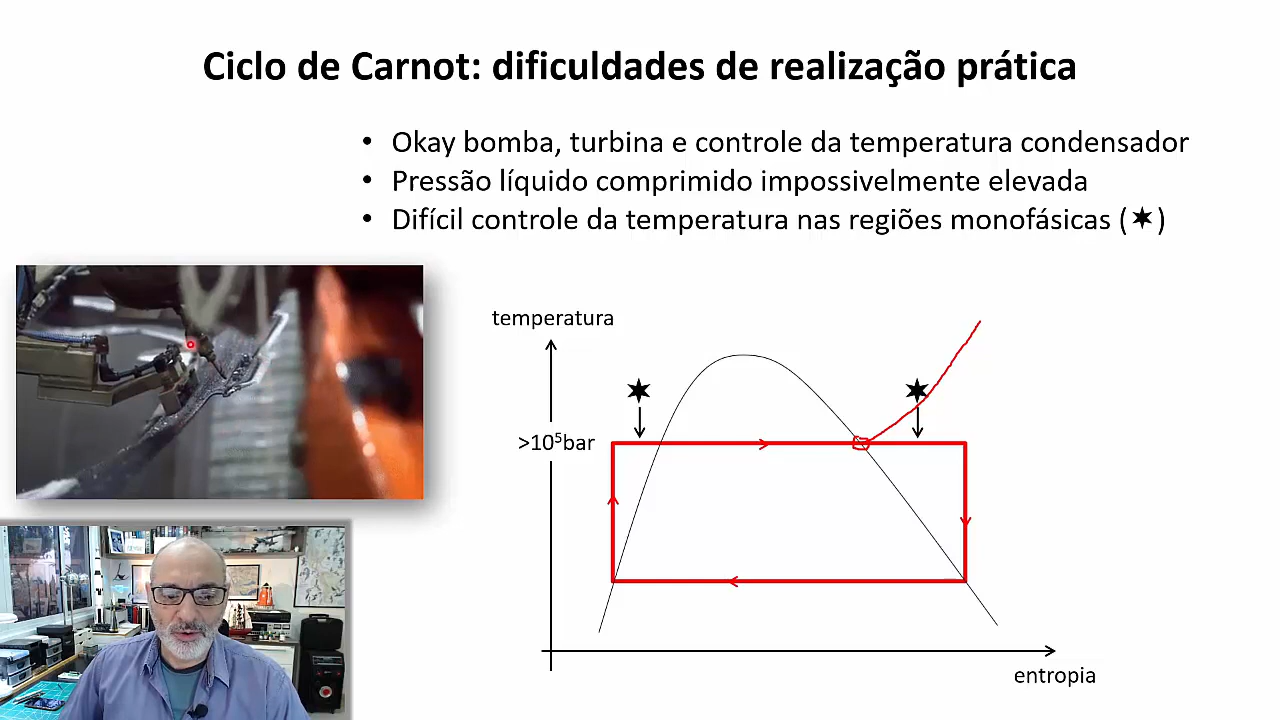 Ciclo de Carnot: dificuldades de realização prática
• Okay bomba, turbina e controle da temperatura condensador
• Pressão líquido comprimido impossivelmente elevada
• Difícil controle da temperatura nas regiões monofásicas (★)
temperatura
>10⁵bar
entropia